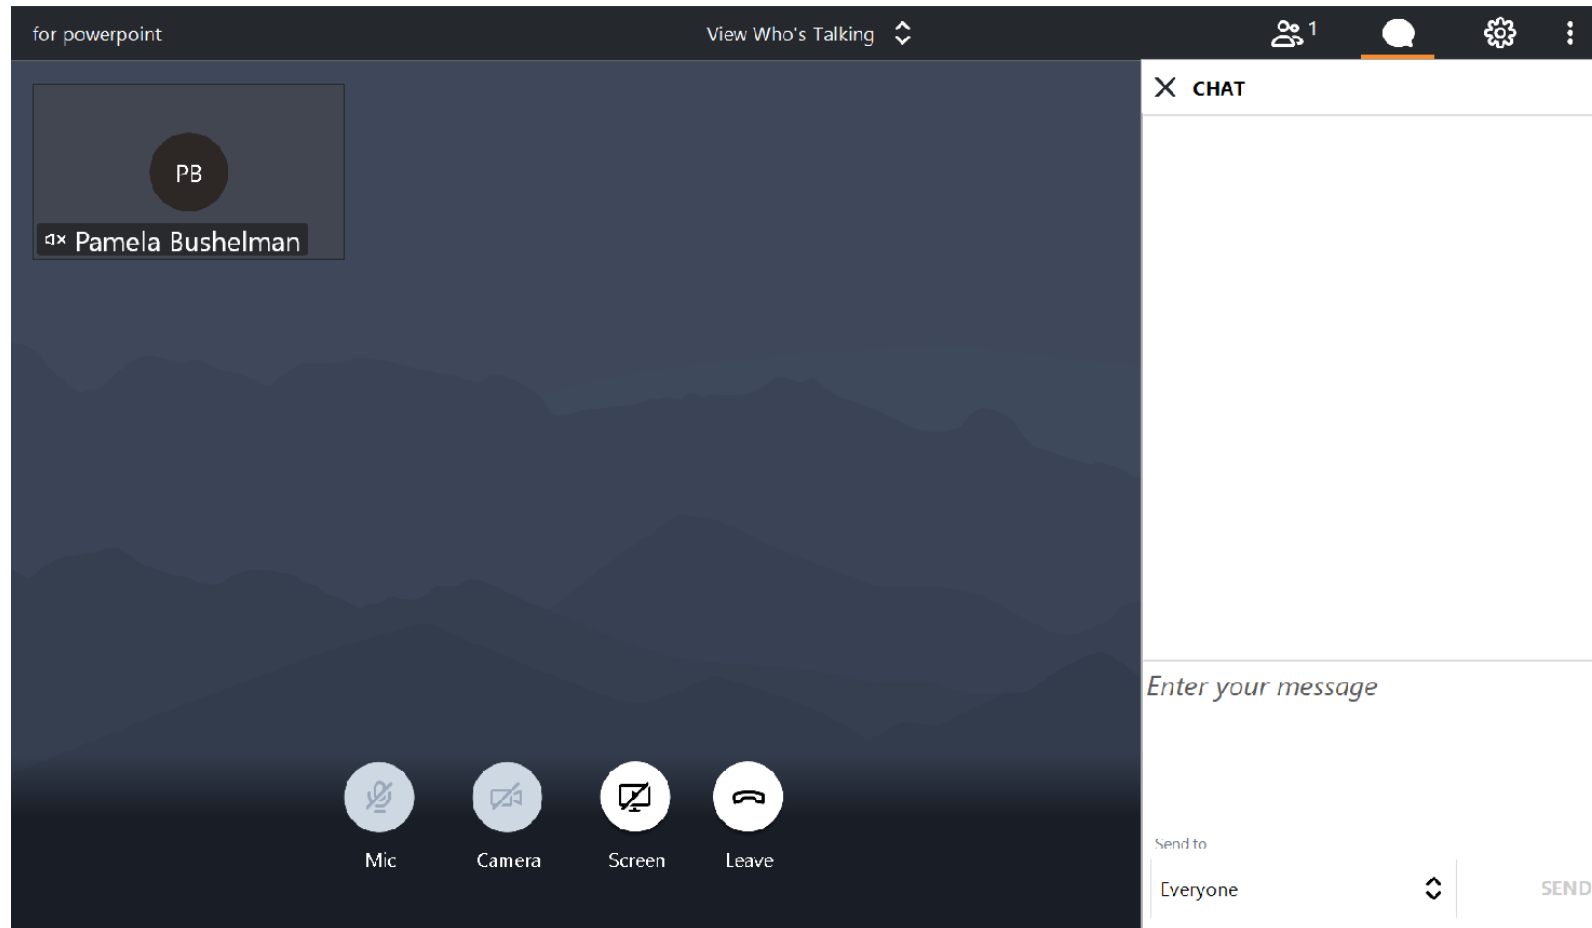 for powerpoint
View Who's Talking
1
CHAT
PB
Pamela Bushelman
Enter your message
Mic
Camera
Screen
Leave
Send to
Everyone
SEND